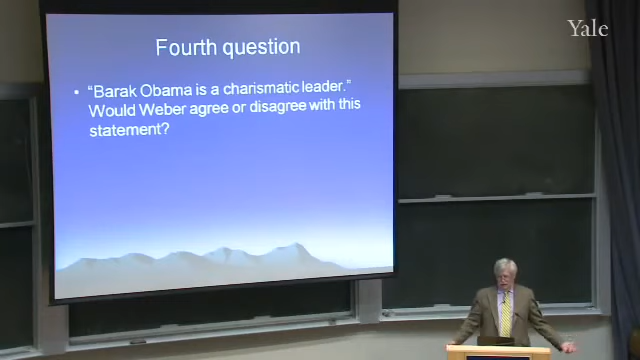 Yale
Fourth question
• “Barak Obama is a charismatic leader.”
Would Weber agree or disagree with this
statement?